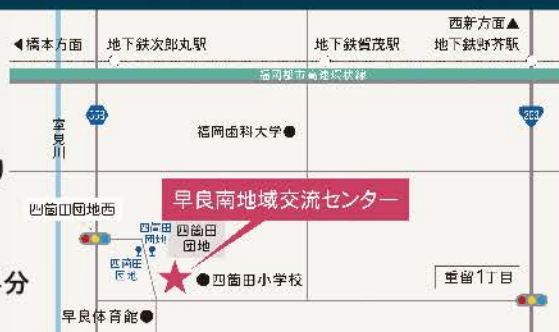 西新方面▲
◀橋本方面
地下鉄次郎丸駅
地下鉄賀茂駅
地下鉄野芥駅
福岡都市高速環状線
558
263
室見川
福岡歯科大学●
早良南地域交流センター
四箇田団地西
四箇田
団地
四箇田
団地
四箇田
団地
●四箇田小学校
重留1丁目
分
早良体育館●